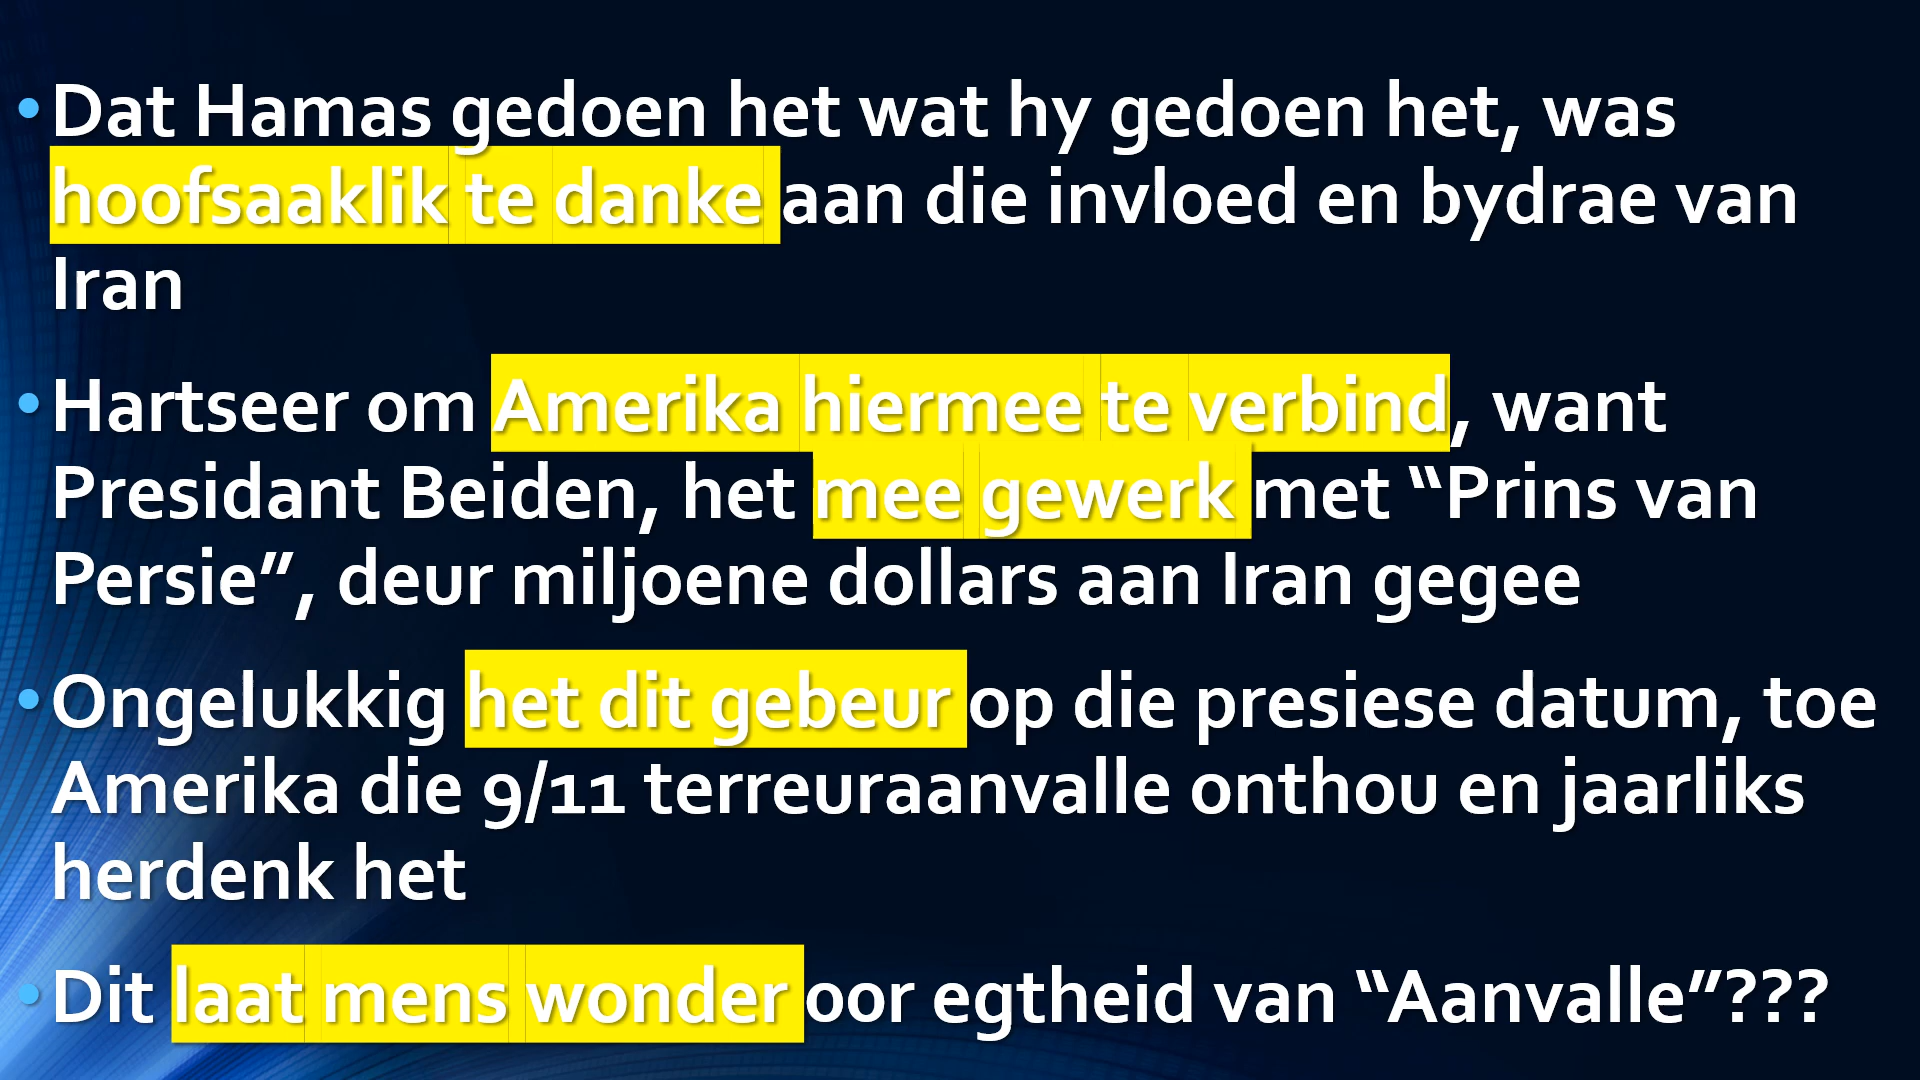 • Dat Hamas gedoen het wat hy gedoen het, was
hoofsaaklik te danke aan die invloed en bydrae van
Iran
• Hartseer om Amerika hiermee te verbind, want
Presidant Beiden, het mee gewerk met “Prins van
Persie”, deur miljoene dollars aan Iran gegee
• Ongelukkig het dit gebeur op die presiese datum, toe
Amerika die 9/11 terreuraanvalle onthou en jaarliks
herdenk het
• Dit laat mens wonder oor egtheid van “Aanvalle”???